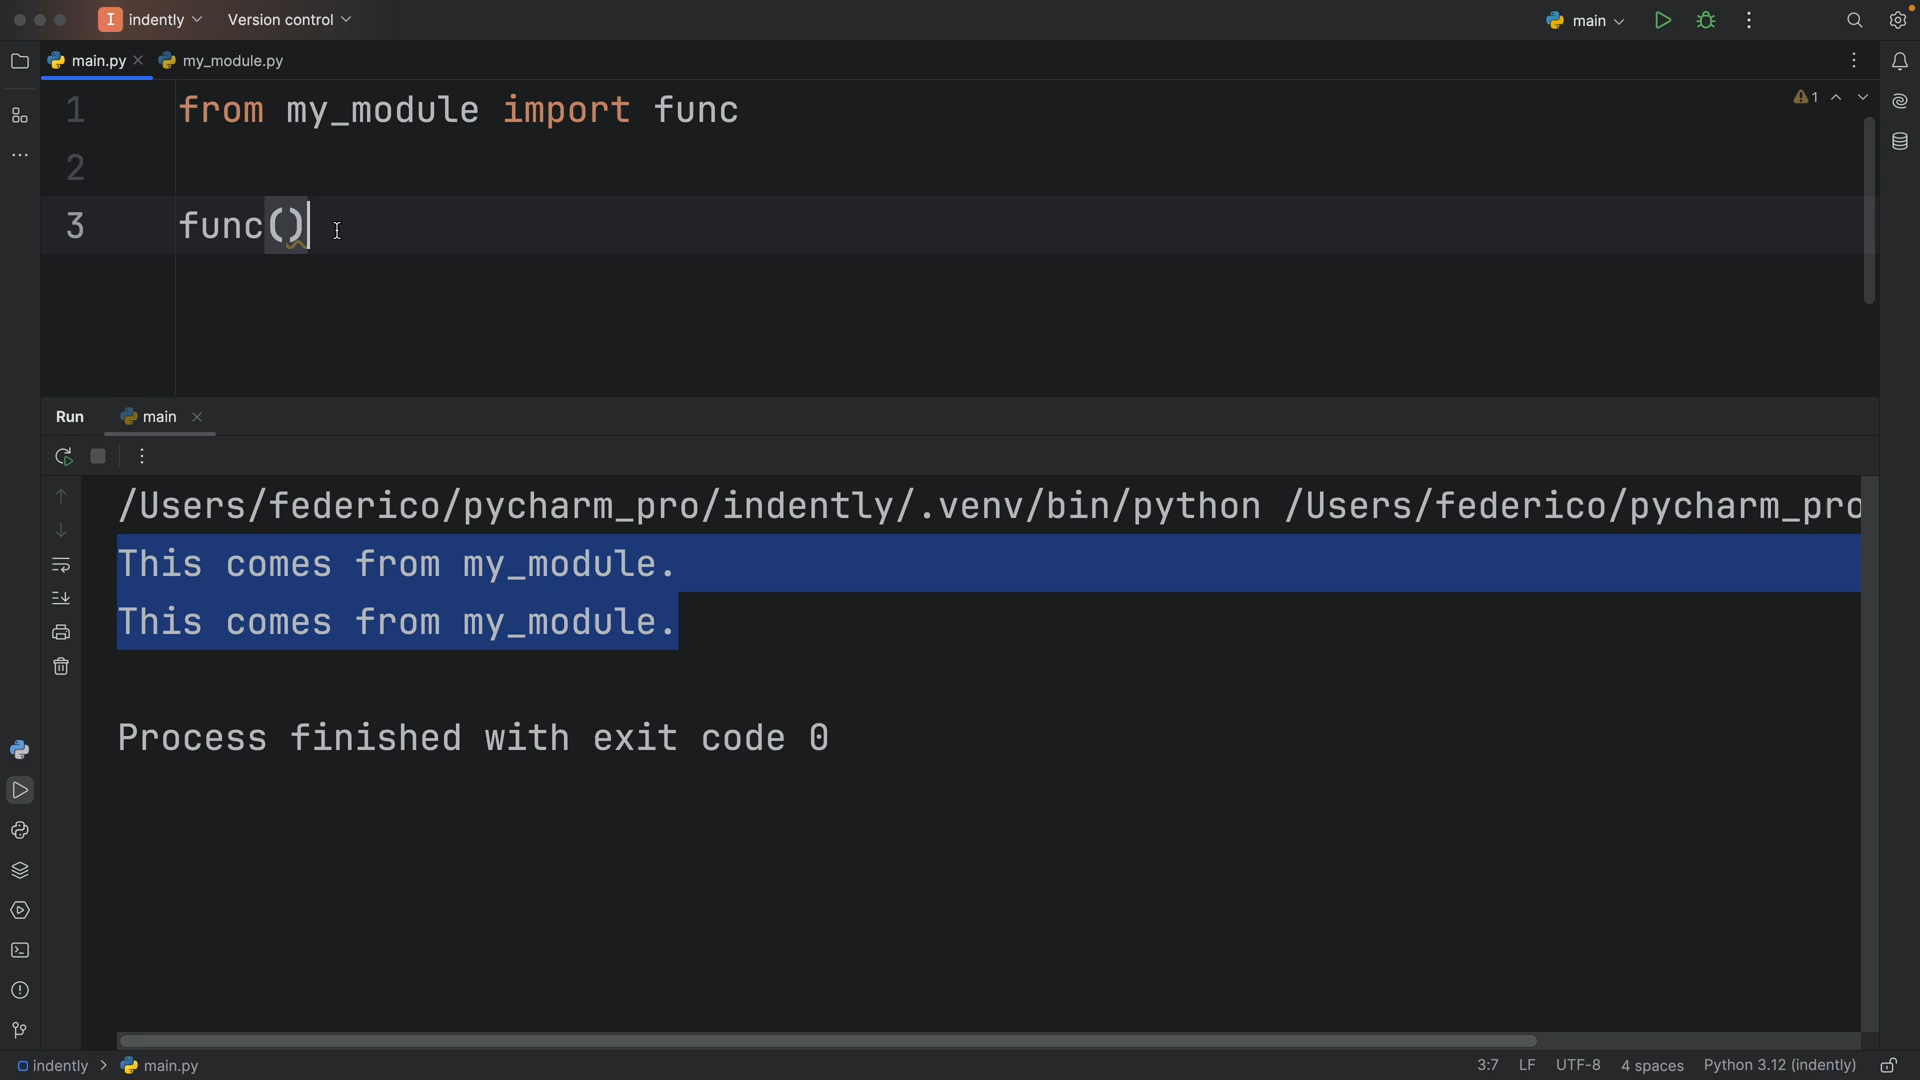 I indently Version control main
main.py my_module.py
1 from my_module import func 1
2
3 func()
Run main
/Users/federico/pycharm_pro/indently/.venv/bin/python /Users/federico/pycharm_pro
This comes from my_module.
This comes from my_module.
Process finished with exit code 0
indently main.py 3:7 LF UTF-8 4 spaces Python 3.12 (indently)